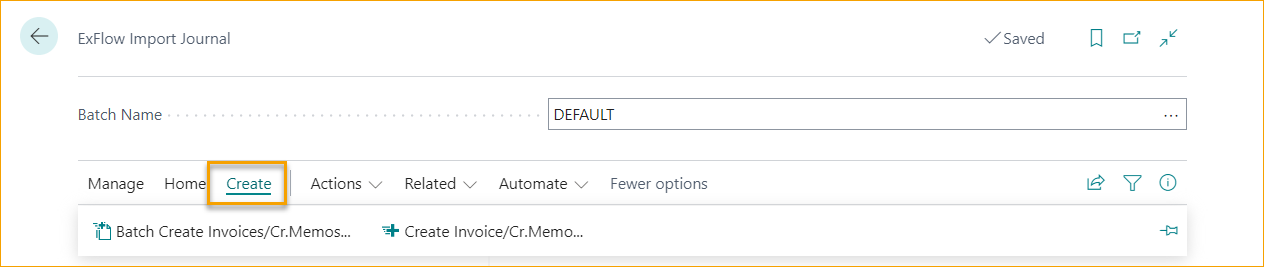 ExFlow Import Journal Saved
Batch Name DEFAULT ...
Manage Home Create Actions Related Automate Fewer options
Batch Create Invoices/Cr.Memos... Create Invoice/Cr.Memo...